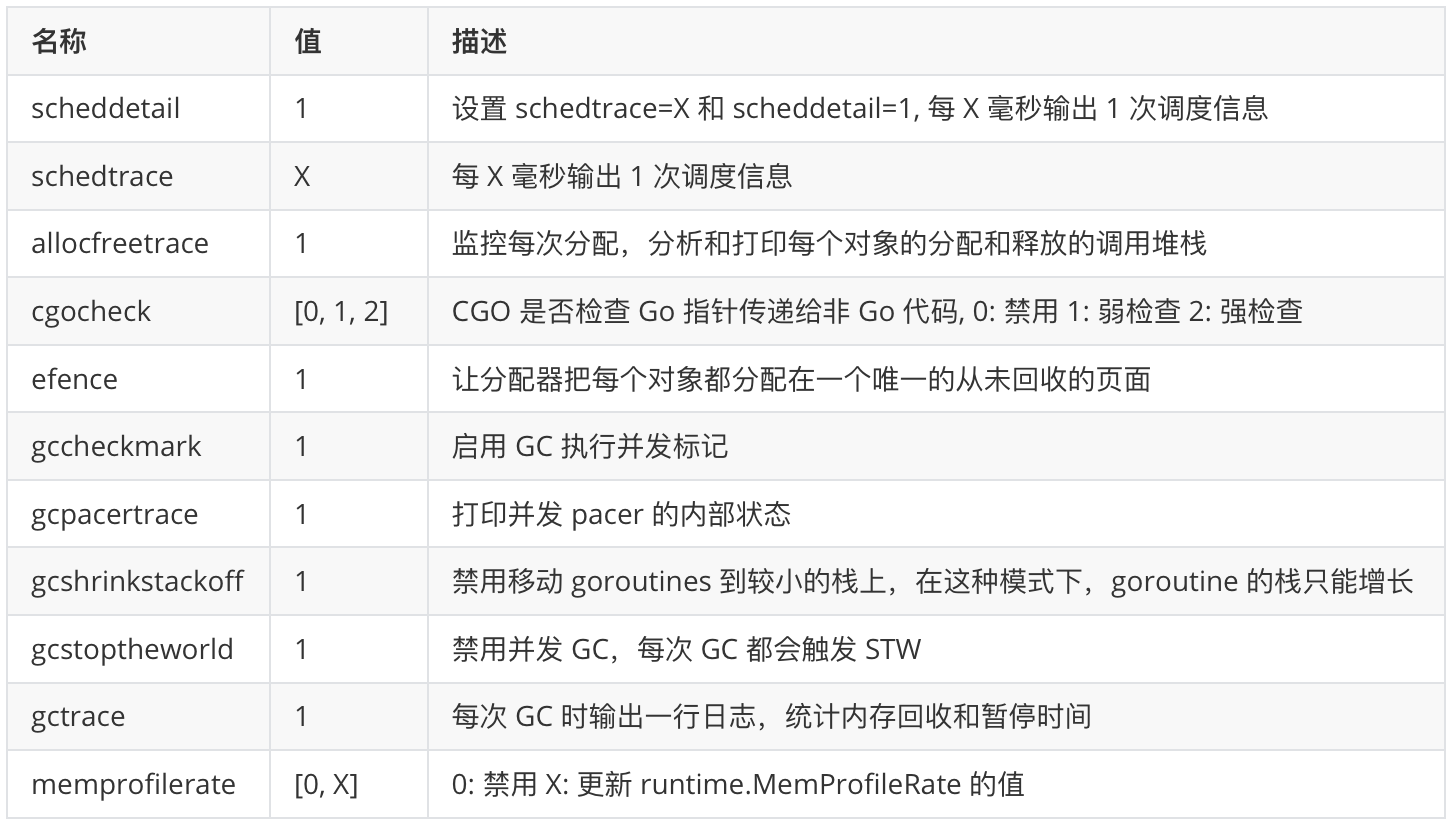 名称 值 描述
scheddetail 1 设置 schedtrace=X 和 scheddetail=1, 每 X 毫秒输出 1 次调度信息
schedtrace X 每 X 毫秒输出 1 次调度信息
allocfreetrace 1 监控每次分配，分析和打印每个对象的分配和释放的调用堆栈
cgocheck [0, 1, 2] CGO 是否检查 Go 指针传递给非 Go 代码, 0: 禁用 1: 弱检查 2: 强检查
efence 1 让分配器把每个对象都分配在一个唯一的从未回收的页面
gccheckmark 1 启用 GC 执行并发标记
gcpacertrace 1 打印并发 pacer 的内部状态
gcshrinkstackoff 1 禁用移动 goroutines 到较小的栈上，在这种模式下，goroutine 的栈只能增长
gcstoptheworld 1 禁用并发 GC，每次 GC 都会触发 STW
gctrace 1 每次 GC 时输出一行日志，统计内存回收和暂停时间
memprofilerate [0, X] 0: 禁用 X: 更新 runtime.MemProfileRate 的值